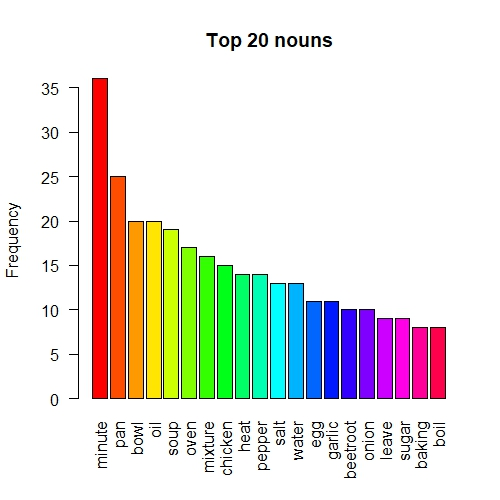 Top 20 nouns
Frequency
35
30
25
20
15
10
5
0
minute
pan
bowl
oil
soup
oven
mixture
chicken
heat
pepper
salt
water
egg
garlic
beetroot
onion
leave
sugar
baking
boil